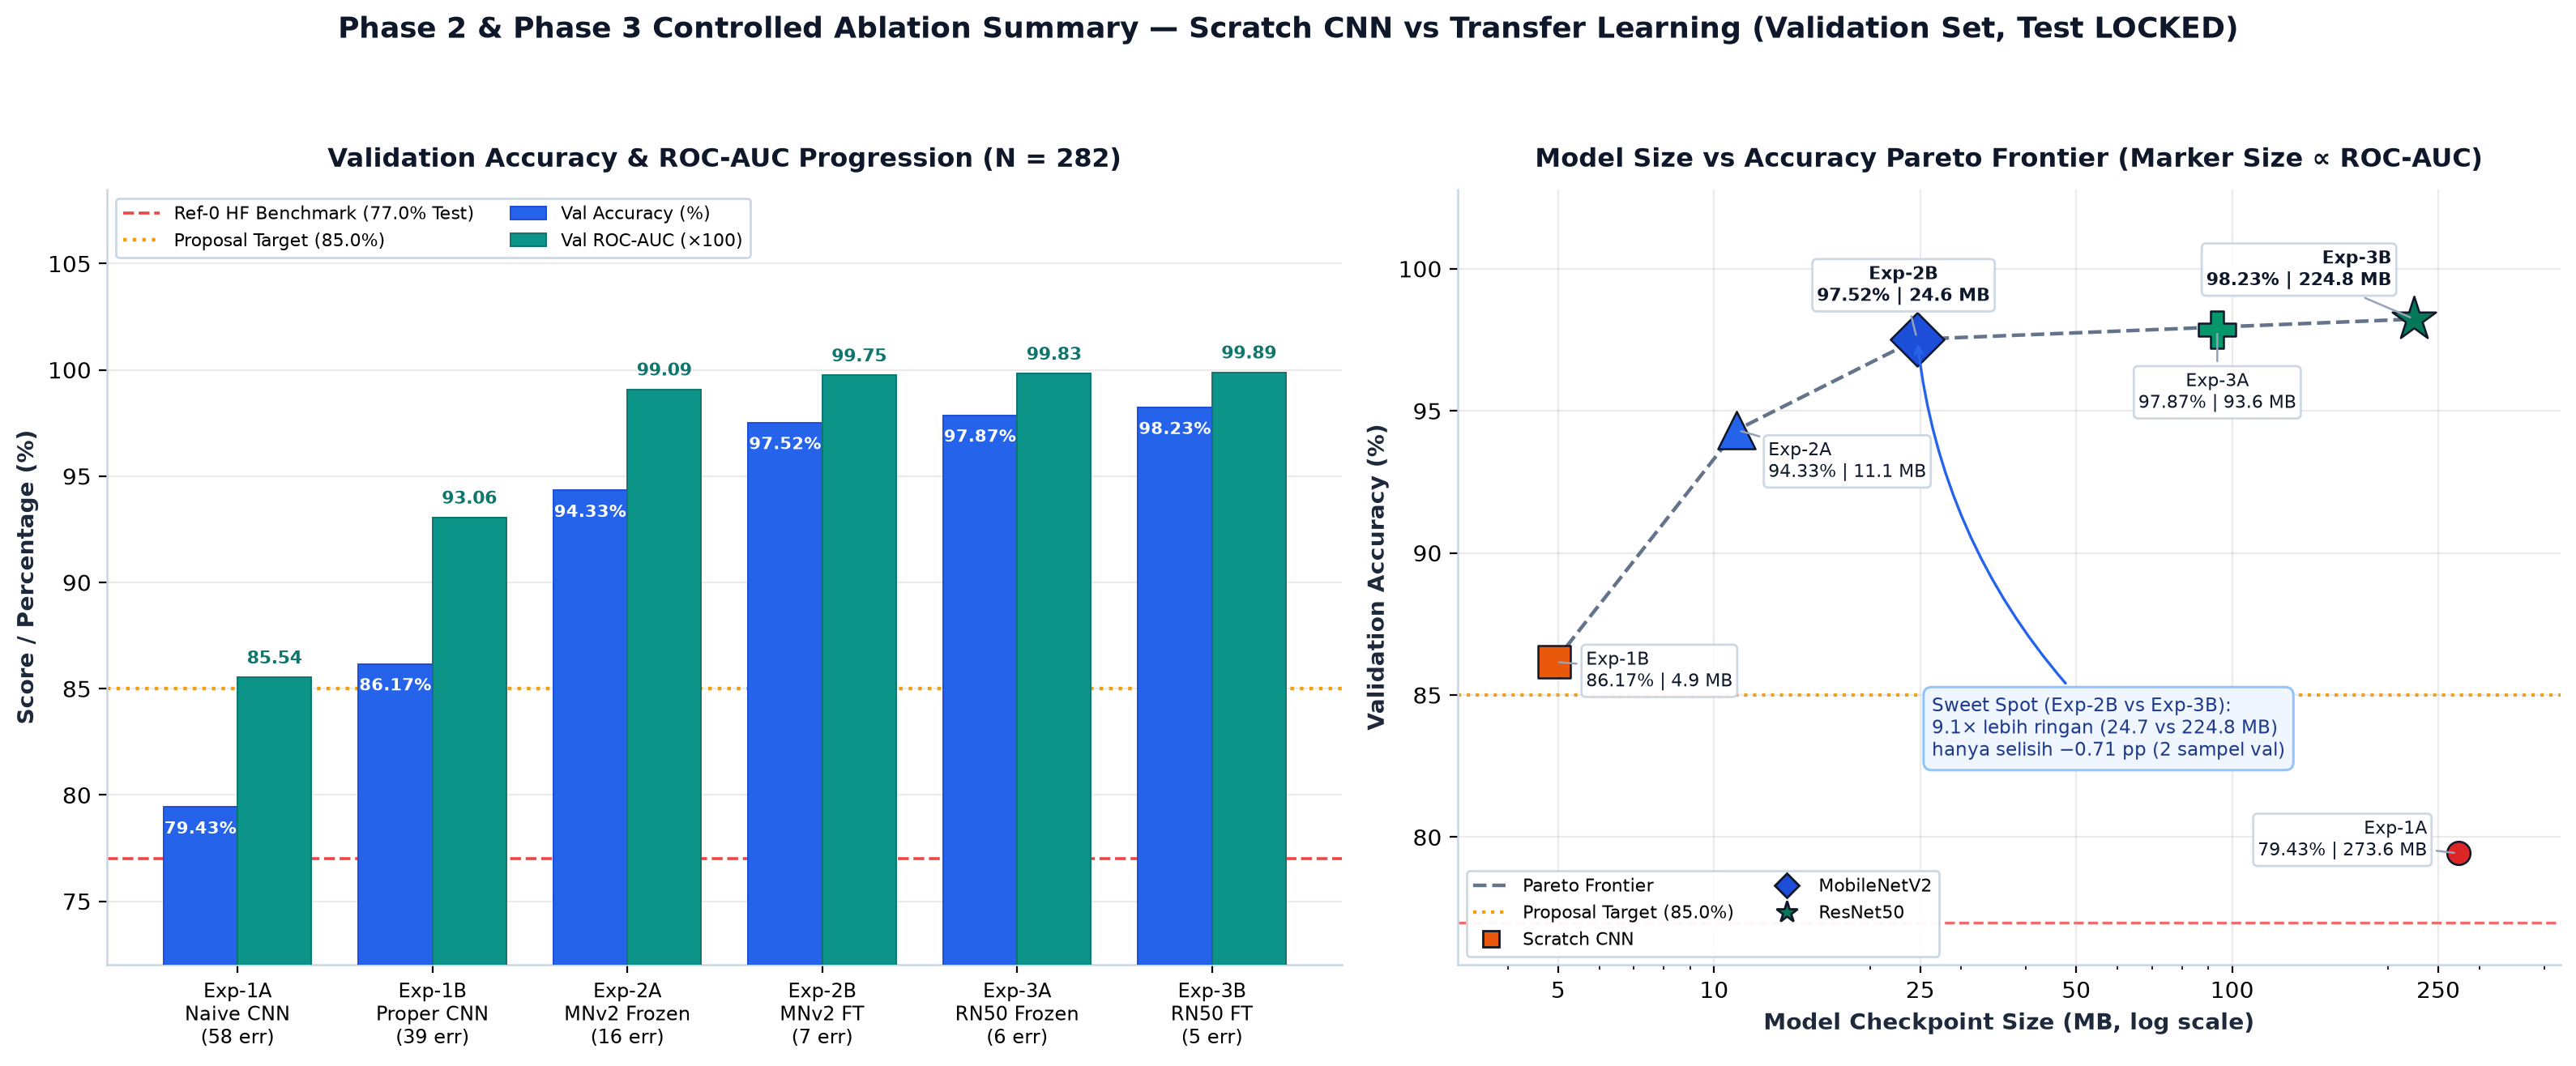 Phase 2 & Phase 3 Controlled Ablation Summary — Scratch CNN vs Transfer Learning (Validation Set, Test LOCKED)
Validation Accuracy & ROC-AUC Progression (N = 282)
Ref-0 HF Benchmark (77.0% Test)
Proposal Target (85.0%)
Val Accuracy (%)
Val ROC-AUC (×100)
Score / Percentage (%)
105
100
95
90
85
80
75
79.43%
85.54
86.17%
93.06
94.33%
99.09
97.52%
99.75
97.87%
99.83
98.23%
99.89
Exp-1A
Naive CNN
(58 err)
Exp-1B
Proper CNN
(39 err)
Exp-2A
MNv2 Frozen
(16 err)
Exp-2B
MNv2 FT
(7 err)
Exp-3A
RN50 Frozen
(6 err)
Exp-3B
RN50 FT
(5 err)
Model Size vs Accuracy Pareto Frontier (Marker Size ∝ ROC-AUC)
Validation Accuracy (%)
100
95
90
85
80
Exp-2B
97.52% | 24.6 MB
Exp-3B
98.23% | 224.8 MB
Exp-3A
97.87% | 93.6 MB
Exp-2A
94.33% | 11.1 MB
Exp-1B
86.17% | 4.9 MB
Sweet Spot (Exp-2B vs Exp-3B):
9.1× lebih ringan (24.7 vs 224.8 MB)
hanya selisih −0.71 pp (2 sampel val)
Exp-1A
79.43% | 273.6 MB
Pareto Frontier
Proposal Target (85.0%)
Scratch CNN
MobileNetV2
ResNet50
5
10
25
50
100
250
Model Checkpoint Size (MB, log scale)